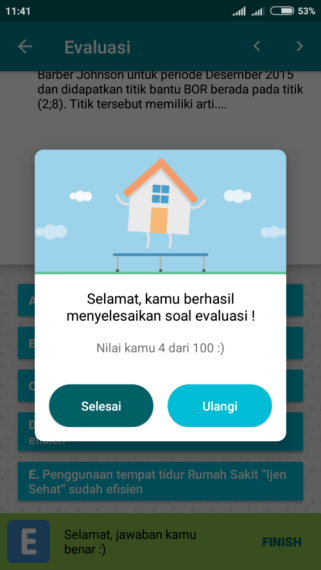 11:41
53%
Evaluasi
Barber Johnson untuk periode Desember 2015
dan didapatkan titik bantu BOR berada pada titik
(2;8). Titik tersebut memiliki arti....
Selamat, kamu berhasil
menyelesaikan soal evaluasi !
Nilai kamu 4 dari 100 :)
Selesai
Ulangi
A
B
C
D
efisien
E. Penggunaan tempat tidur Rumah Sakit "Ijen
Sehat" sudah efisien
E
Selamat, jawaban kamu
benar :)
FINISH